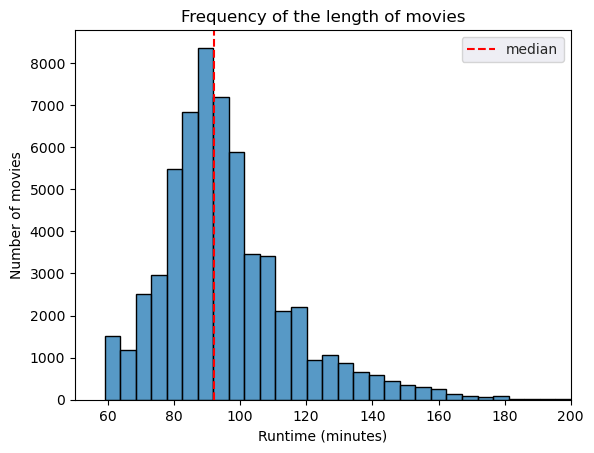 Frequency of the length of movies
median
Number of movies
8000
7000
6000
5000
4000
3000
2000
1000
0
60 80 100 120 140 160 180 200
Runtime (minutes)